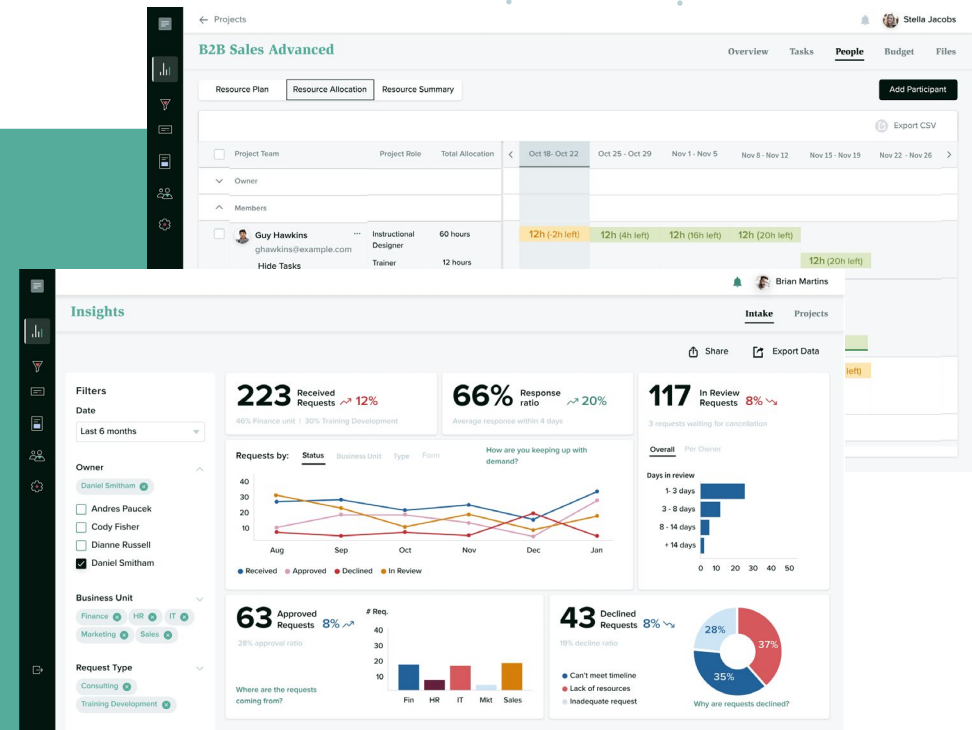 Projects
Stella Jacobs
B2B Sales Advanced
Overview Tasks People Budget Files
Resource Plan Resource Allocation Resource Summary
Add Participant
Export CSV
Project Team Project Role Total Allocation Oct 18- Oct 22 Oct 25 - Oct 29 Nov 1 - Nov 5 Nov 8 - Nov 12 Nov 15 - Nov 19 Nov 22 - Nov 26
Owner
Members
Guy Hawkins ... Instructional Designer 60 hours 12h (-2h left) 12h (4h left) 12h (16h left) 12h (20h left)
ghawkins@example.com
Hide Tasks Trainer 12 hours 12h (20h left)
left)
Brian Martins
Insights
Intake Projects
Share Export Data
Filters
Date
Last 6 months
Owner
Daniel Smitham
Andres Paucek
Cody Fisher
Dianne Russell
Daniel Smitham
Business Unit
Finance HR IT
Marketing Sales
Request Type
Consulting
Training Development
223 Received Requests 12%
46% Finance unit | 30% Training Development
66% Response ratio 20%
Average response within 4 days
117 In Review Requests 8%
3 requests waiting for cancellation
Requests by: Status Business Unit Type Form
How are you keeping up with
demand?
40
30
20
10
Aug Sep Oct Nov Dec Jan
Received Approved Declined In Review
Overall Per Owner
Days in review
1- 3 days
3 - 8 days
8 - 14 days
+ 14 days
0 10 20 30 40 50
63 Approved Requests 8%
28% approval ratio
Where are the requests
coming from?
# Req.
40
30
20
10
Fin HR IT Mkt Sales
43 Declined Requests 8%
19% decline ratio
Can't meet timeline
Lack of resources
Inadequate request
28%
37%
35%
Why are requests declined?